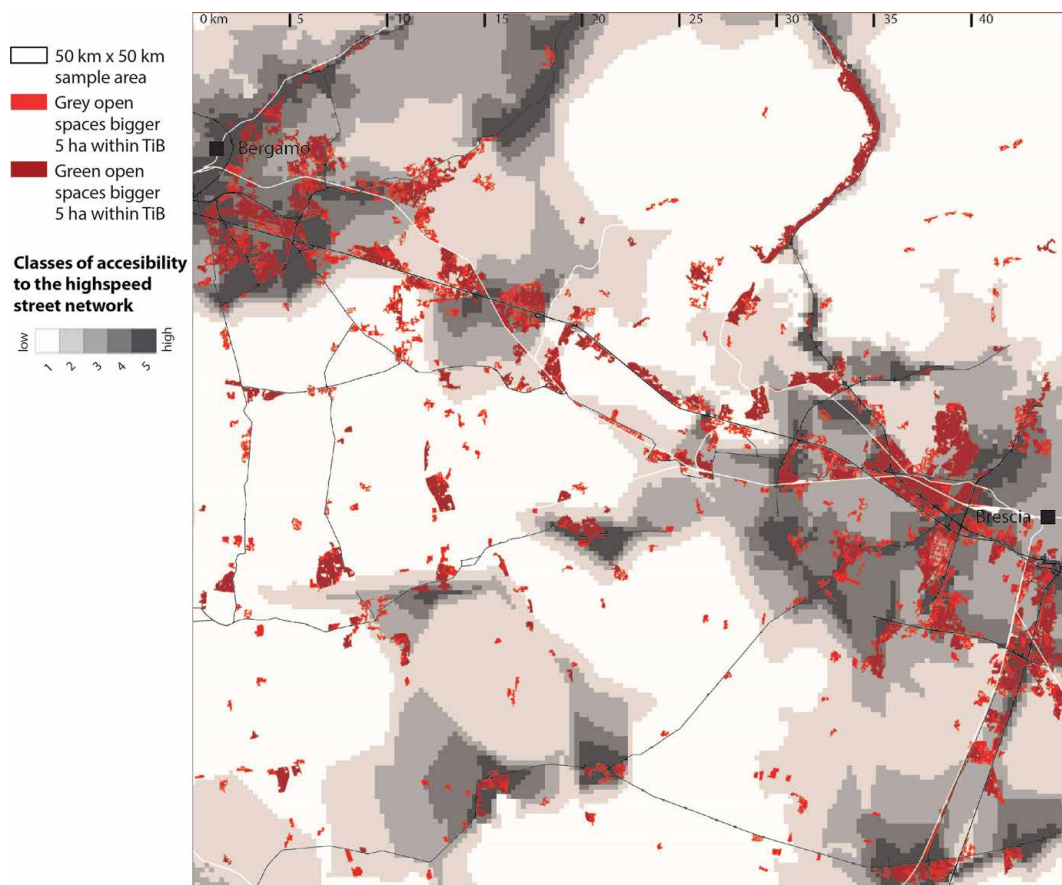 0 km 5 10 15 20 25 30 35 40
50 km x 50 km
sample area
Grey open
spaces bigger
5 ha within TiB
Green open
spaces bigger
5 ha within TiB
Classes of accesibility
to the highspeed
street network
low
high
1 2 3 4 5
Bergamo
Brescia